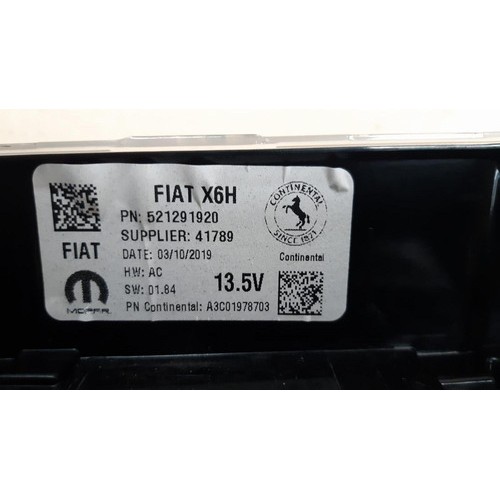 FIAT X6H
PN: 521291920
SUPPLIER: 41789
DATE: 03/10/2019
HW: AC
SW: 01.84
13.5V
PN Continental: A3C01978703
FIAT
MOPAR
CONTINENTAL
SINCE 1871
Continental